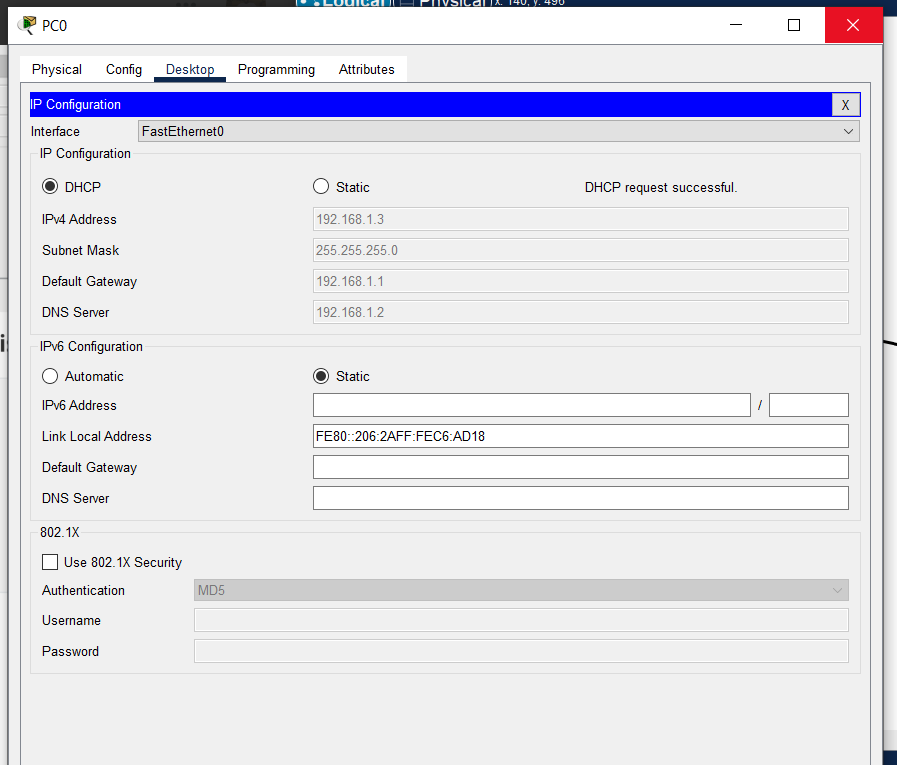 Logical Physical x: 140, y: 496
PC0
Physical Config Desktop Programming Attributes
IP Configuration X
Interface FastEthernet0
IP Configuration
DHCP Static DHCP request successful.
IPv4 Address 192.168.1.3
Subnet Mask 255.255.255.0
Default Gateway 192.168.1.1
DNS Server 192.168.1.2
IPv6 Configuration
Automatic Static
IPv6 Address /
Link Local Address FE80::206:2AFF:FEC6:AD18
Default Gateway
DNS Server
802.1X
Use 802.1X Security
Authentication MD5
Username
Password